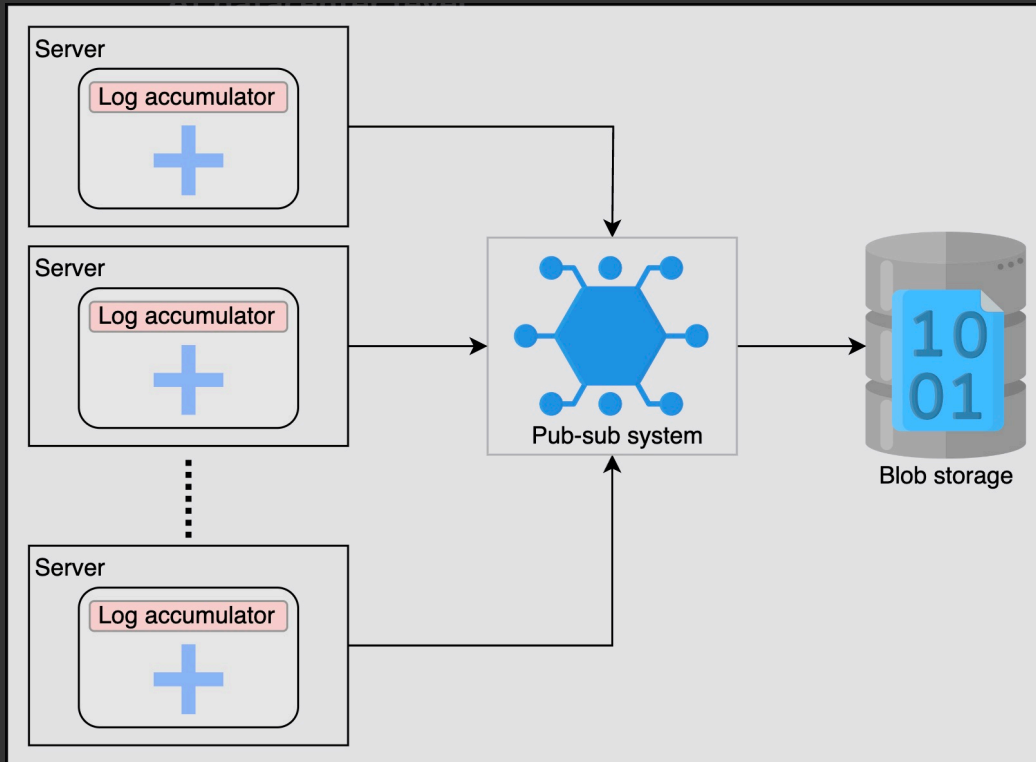 Server
Log accumulator
Server
Log accumulator
Pub-sub system
10
01
Blob storage
Server
Log accumulator